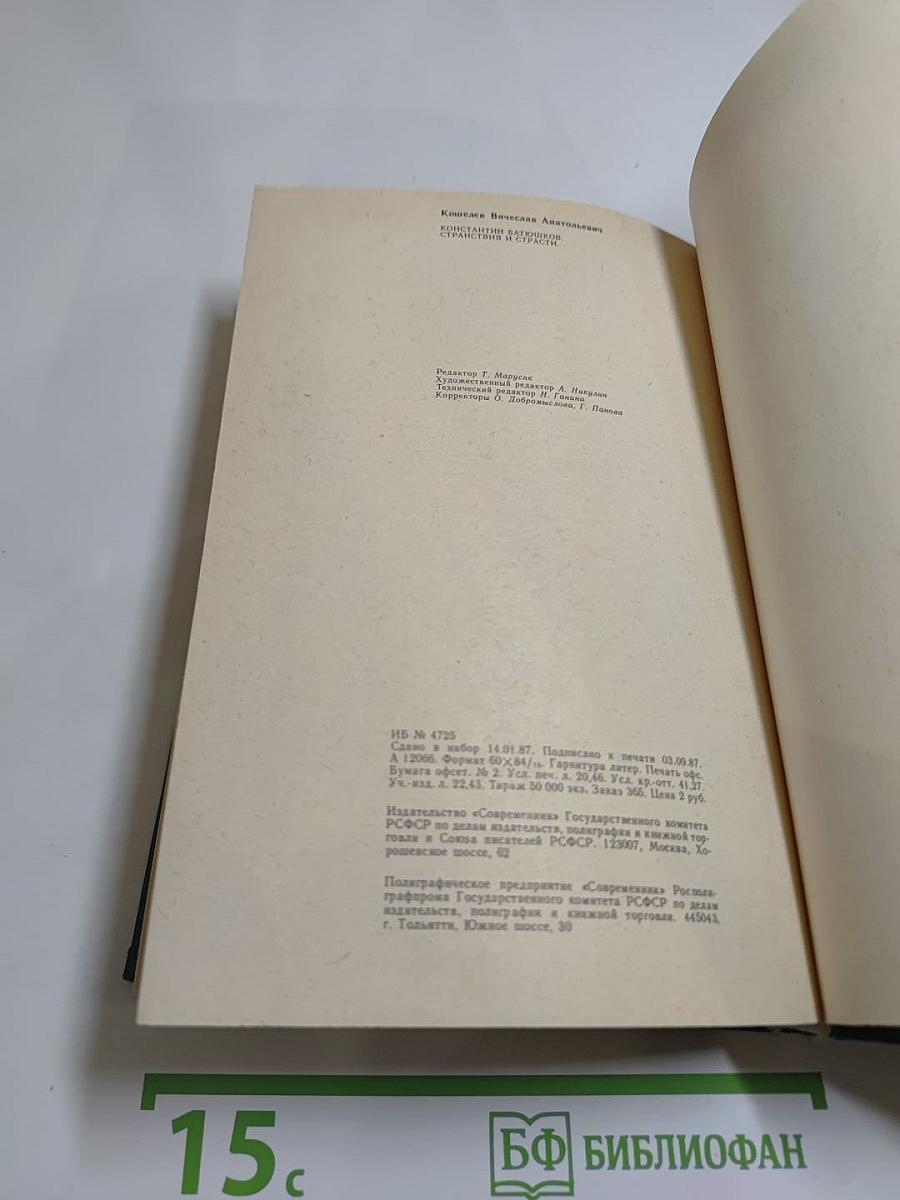 Кошелев Вячеслав Анатольевич
КОНСТАНТИН БАТЮШКОВ.
СТРАНСТВИЯ И СТРАСТИ.
Редактор Т. Марусяк
Художественный редактор А. Никулин
Технический редактор Н. Ганина
Корректоры О. Добромыслова, Г. Панова
ИБ № 4725
Сдано в набор 14.01.87. Подписано к печати 03.09.87.
А 12066. Формат 60×84/16. Гарнитура литер. Печать офс.
Бумага офсет. № 2. Усл. печ. л. 20,46. Усл. кр.-отт. 41,27.
Уч.-изд. л. 22,43. Тираж 50 000 экз. Заказ 366. Цена 2 руб.
Издательство «Современник» Государственного комитета
РСФСР по делам издательств, полиграфии и книжной тор-
говли и Союза писателей РСФСР. 123007, Москва, Хо-
рошевское шоссе, 62
Полиграфическое предприятие «Современник» Росполи-
графпрома Государственного комитета РСФСР по делам
издательств, полиграфии и книжной торговли. 445043,
г. Тольятти, Южное шоссе, 30
15 с
БФ БИБЛИОФАН